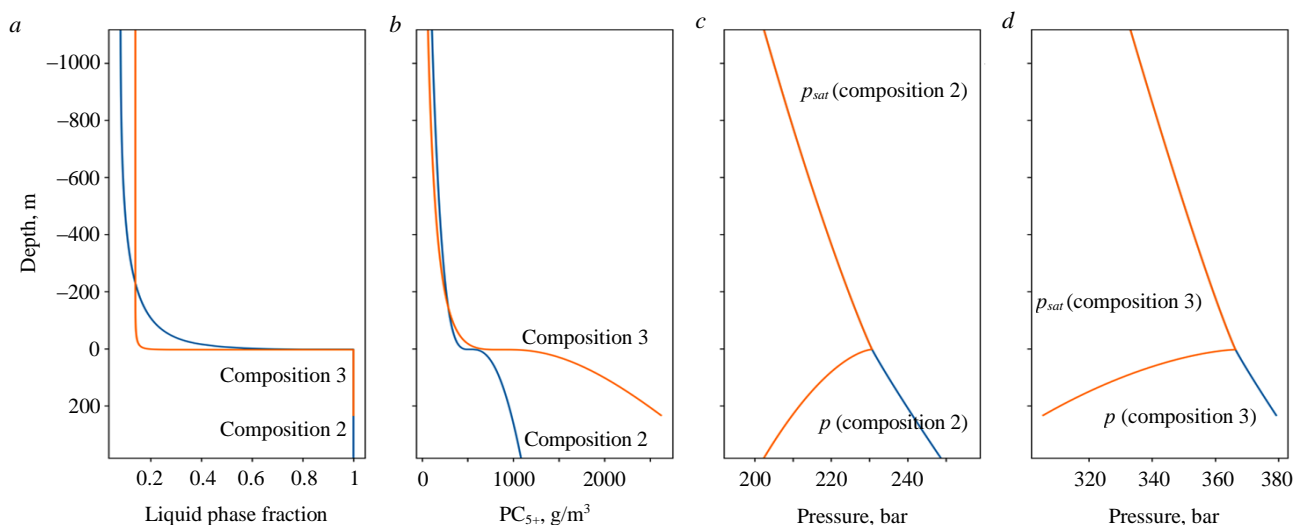 a
b
c
d
Depth, m
–1000
–800
–600
–400
–200
0
200
Composition 3
Composition 2
0.2
0.4
0.6
0.8
1
Liquid phase fraction
Composition 3
Composition 2
0
1000
2000
PC5+, g/m³
psat (composition 2)
p (composition 2)
200
220
240
Pressure, bar
psat (composition 3)
p (composition 3)
320
340
360
380
Pressure, bar